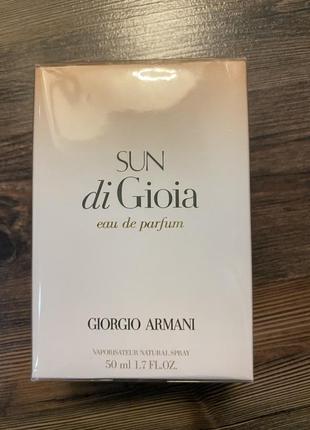 SUN
di Gioia
eau de parfum
GIORGIO ARMANI
VAPORISATEUR NATURAL SPRAY
50 ml 1.7 FL.OZ.